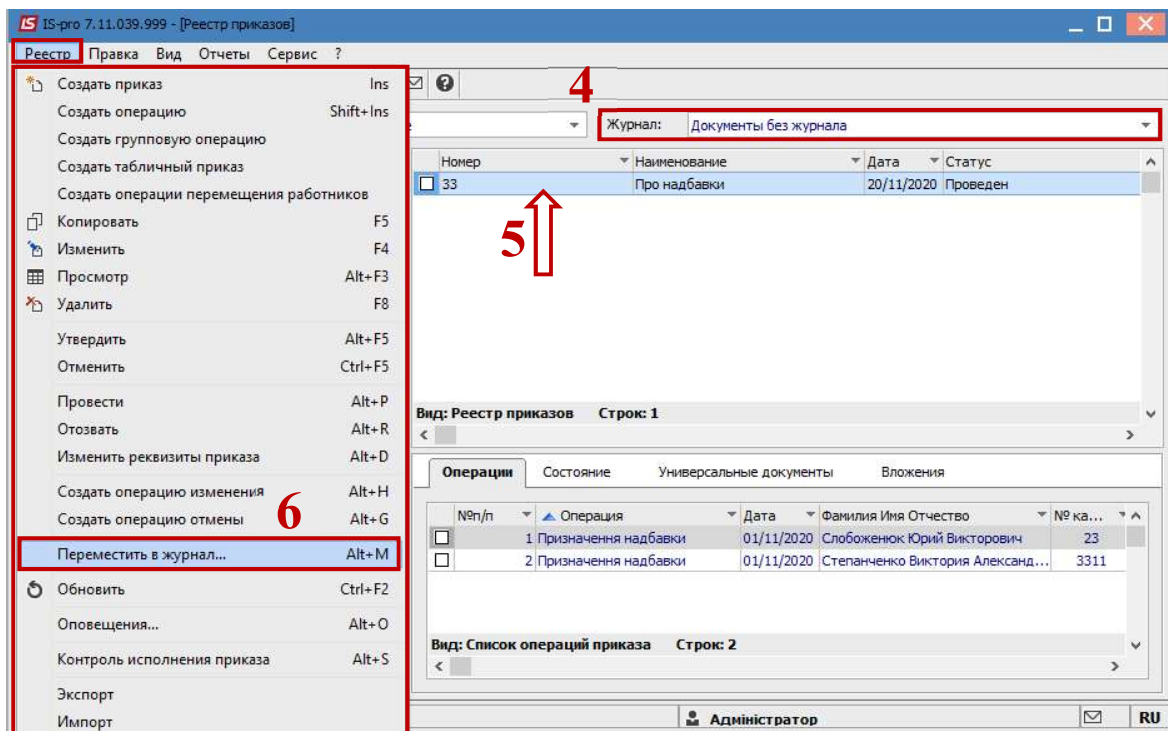 IS-pro 7.11.039.999 - [Реестр приказов]
Реестр Правка Вид Отчеты Сервис ?
Создать приказ Ins
Создать операцию Shift+Ins
Создать групповую операцию
Создать табличный приказ
Создать операции перемещения работников
Копировать F5
Изменить F4
Просмотр Alt+F3
Удалить F8
Утвердить Alt+F5
Отменить Ctrl+F5
Провести Alt+P
Отозвать Alt+R
Изменить реквизиты приказа Alt+D
Создать операцию изменения Alt+H
Создать операцию отмены Alt+G
6
Переместить в журнал... Alt+M
Обновить Ctrl+F2
Оповещения... Alt+O
Контроль исполнения приказа Alt+S
Экспорт
Импорт
4
Журнал: Документы без журнала
Номер Наименование Дата Статус
33 Про надбавки 20/11/2020 Проведен
5
Вид: Реестр приказов Строк: 1
Операции Состояние Универсальные документы Вложения
№п/п Операция Дата Фамилия Имя Отчество № ка...
1 Призначення надбавки 01/11/2020 Слобоженюк Юрий Викторович 23
2 Призначення надбавки 01/11/2020 Степанченко Виктория Александ... 3311
Вид: Список операций приказа Строк: 2
Адміністратор RU